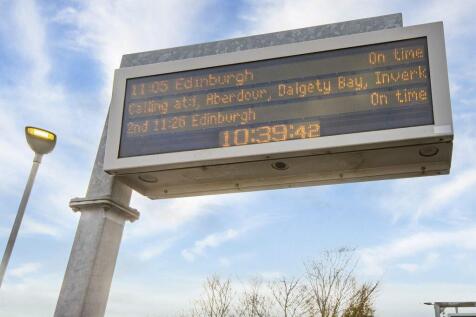 11:05 Edinburgh On time
Calling at:, Aberdour, Dalgety Bay, Inverk
2nd 11:26 Edinburgh On time
10:39:42